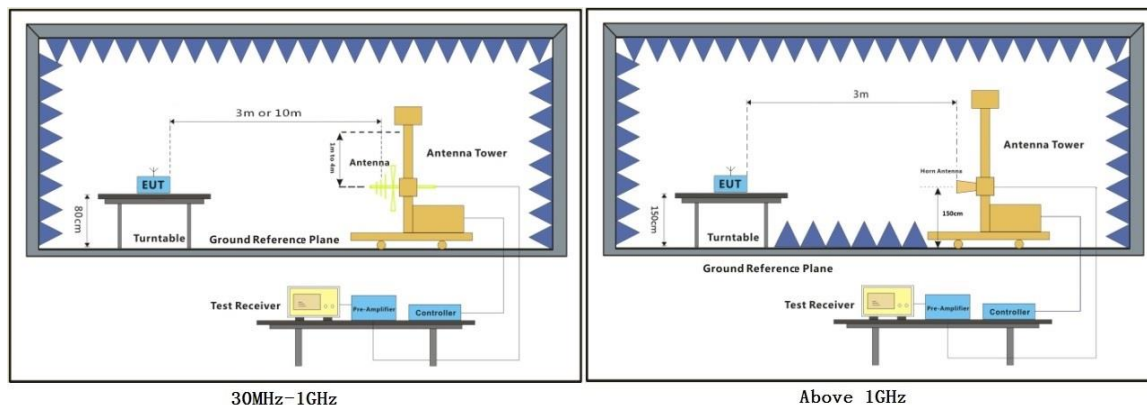 3m or 10m
1m to 4m
Antenna
Antenna Tower
EUT
80cm
Turntable
Ground Reference Plane
Test Receiver
Pre-Amplifier
Controller
30MHz-1GHz
3m
Antenna Tower
Horn Antenna
EUT
150cm
150cm
Turntable
Ground Reference Plane
Test Receiver
Pre-Amplifier
Controller
Above 1GHz